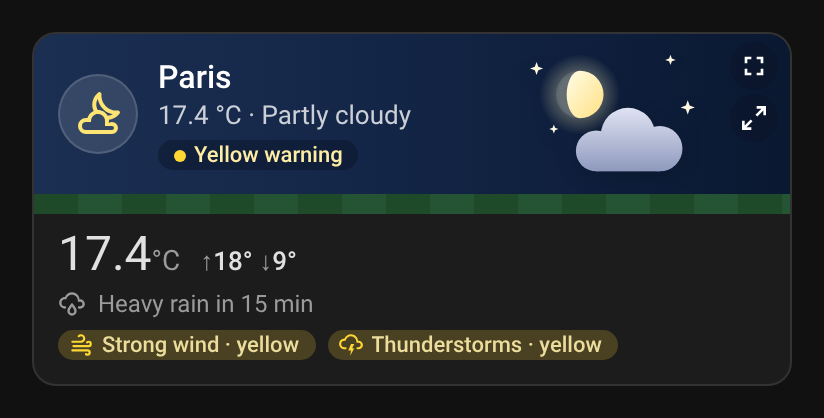 Paris
17.4 °C · Partly cloudy
Yellow warning
17.4°C ↑18° ↓9°
Heavy rain in 15 min
Strong wind · yellow Thunderstorms · yellow